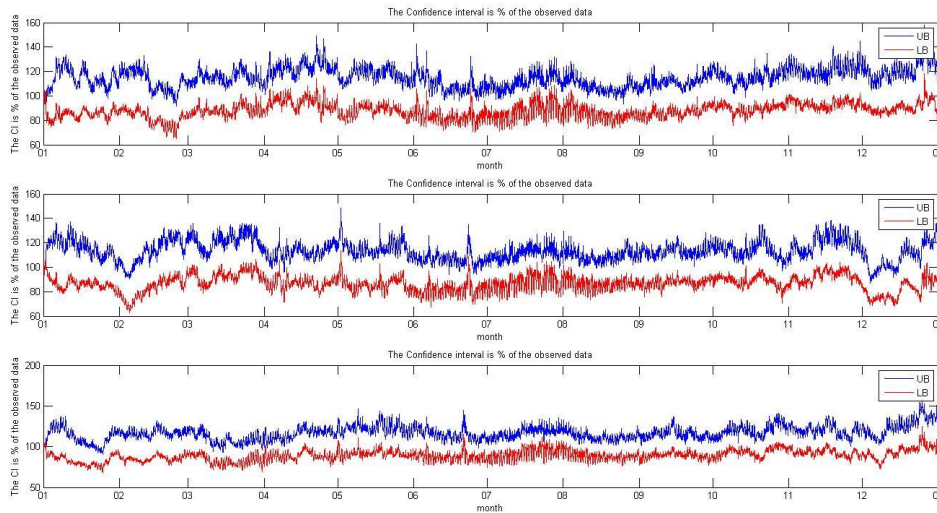 The Confidence interval is % of the observed data
The CI is % of the observed data
160
140
120
100
80
60
UB
LB
01 02 03 04 05 06 07 08 09 10 11 12 0
month
The Confidence interval is % of the observed data
The CI is % of the observed data
160
140
120
100
80
60
UB
LB
01 02 03 04 05 06 07 08 09 10 11 12 0
month
The Confidence interval is % of the observed data
The CI is % of the observed data
200
150
100
50
UB
LB
01 02 03 04 05 06 07 08 09 10 11 12 0
month